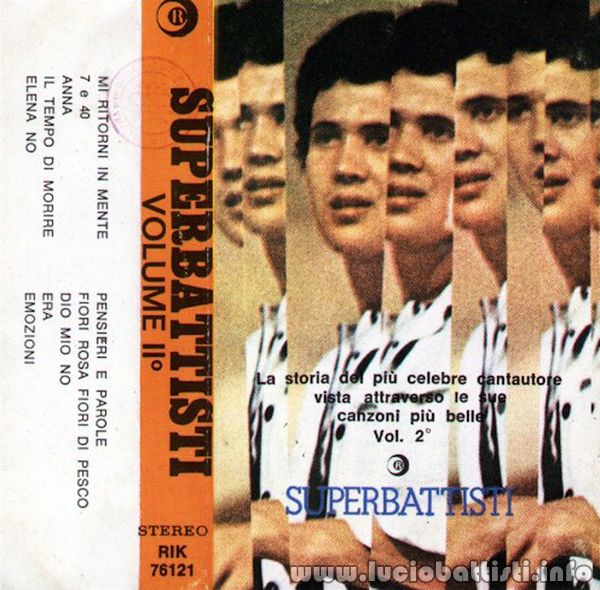 MI RITORNI IN MENTE
7 e 40
ANNA
IL TEMPO DI MORIRE
ELENA NO
PENSIERI E PAROLE
FIORI ROSA FIORI DI PESCO
DIO MIO NO
ERA
EMOZIONI
RIK
SUPERBATTISTI
VOLUME II°
STEREO
RIK
76121
La storia del più celebre cantautore
vista attraverso le sue
canzoni più belle
Vol. 2°
R
SUPERBATTISTI
www.luciobattisti.info